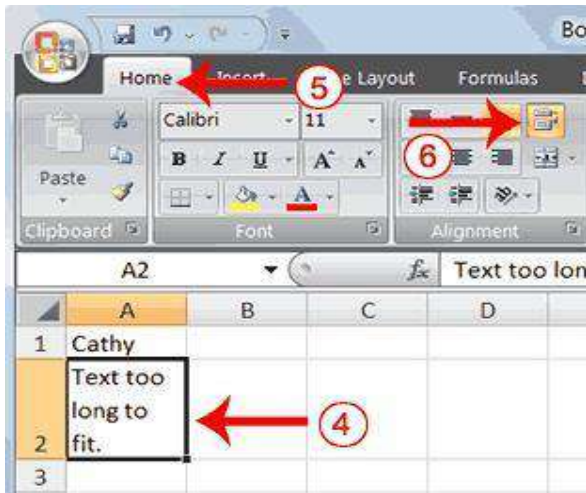 Bo
Home Insert e Layout Formulas
5
Calibri 11
6
B I U A A
Paste
A
Clipboard Font Alignment
A2 fx Text too lon
A B C D
1 Cathy
2 Text too
long to
fit.
4
3